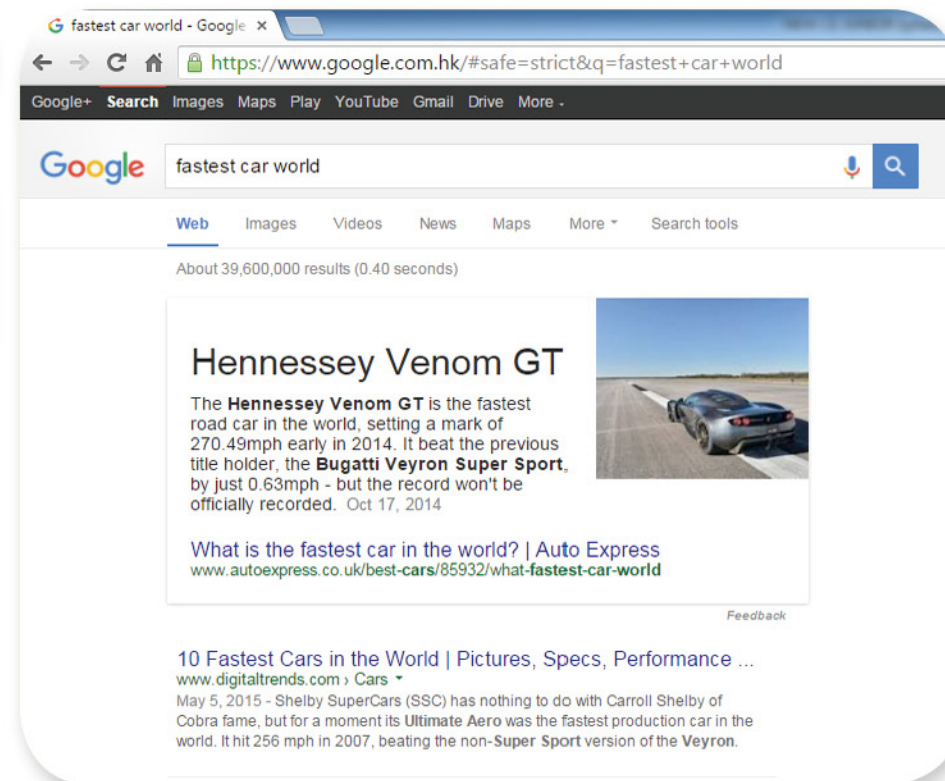 fastest car world - Google
https://www.google.com.hk/#safe=strict&q=fastest+car+world
Google+ Search Images Maps Play YouTube Gmail Drive More
Google fastest car world
Web Images Videos News Maps More Search tools
About 39,600,000 results (0.40 seconds)
Hennessey Venom GT
The Hennessey Venom GT is the fastest
road car in the world, setting a mark of
270.49mph early in 2014. It beat the previous
title holder, the Bugatti Veyron Super Sport,
by just 0.63mph - but the record won't be
officially recorded. Oct 17, 2014
What is the fastest car in the world? | Auto Express
www.autoexpress.co.uk/best-cars/85932/what-fastest-car-world
Feedback
10 Fastest Cars in the World | Pictures, Specs, Performance ...
www.digitaltrends.com › Cars
May 5, 2015 - Shelby SuperCars (SSC) has nothing to do with Carroll Shelby of
Cobra fame, but for a moment its Ultimate Aero was the fastest production car in the
world. It hit 256 mph in 2007, beating the non-Super Sport version of the Veyron.